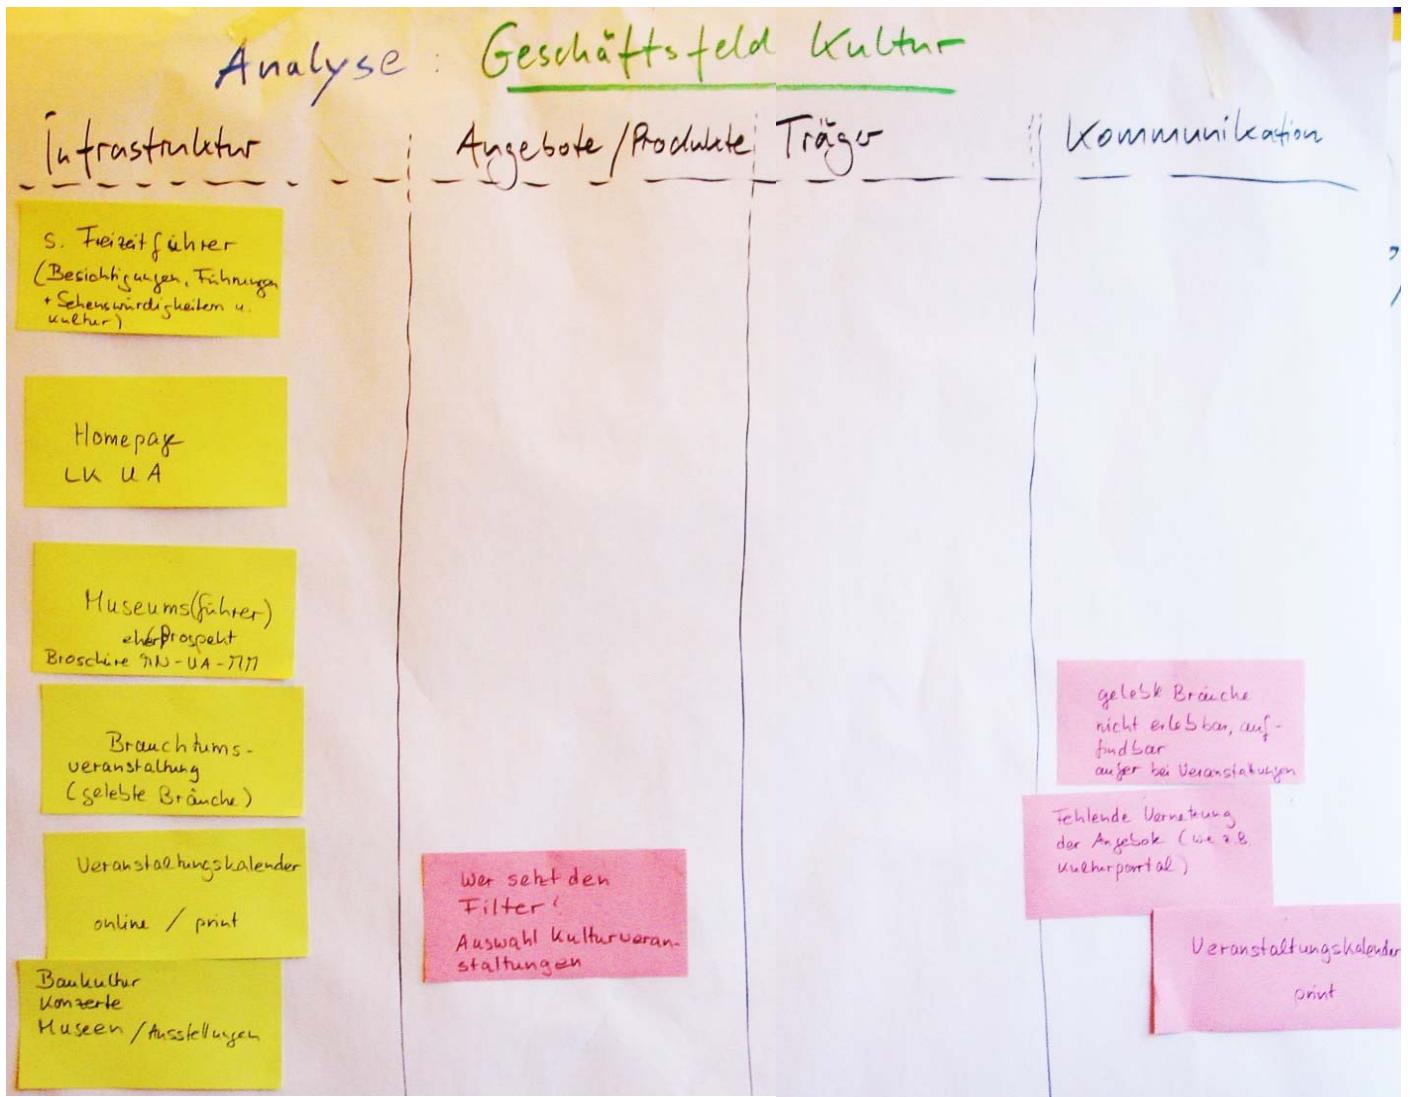 Analyse: Geschäftsfeld Kultur
Infrastruktur
Angebote/Produkte
Träger
Kommunikation
s. Freizeitführer
(Besichtigungen, Führungen
+ Sehenswürdigkeiten u.
Kultur)
Homepage
LK UA
Museums(führer)
eher Prospekt
Broschüre UA-MM
Brauchtums-
veranstaltung
(gelebte Bräuche)
Veranstaltungskalender
online / print
Baukultur
Konzerte
Museen / Ausstellungen
Wer setzt den
Filter?
Auswahl Kulturveran-
staltungen
gelebte Bräuche
nicht erlebbar, auf-
findbar
außer bei Veranstaltungen
Fehlende Vernetzung
der Angebote (wie z.B.
Kulturportal)
Veranstaltungskalender
print